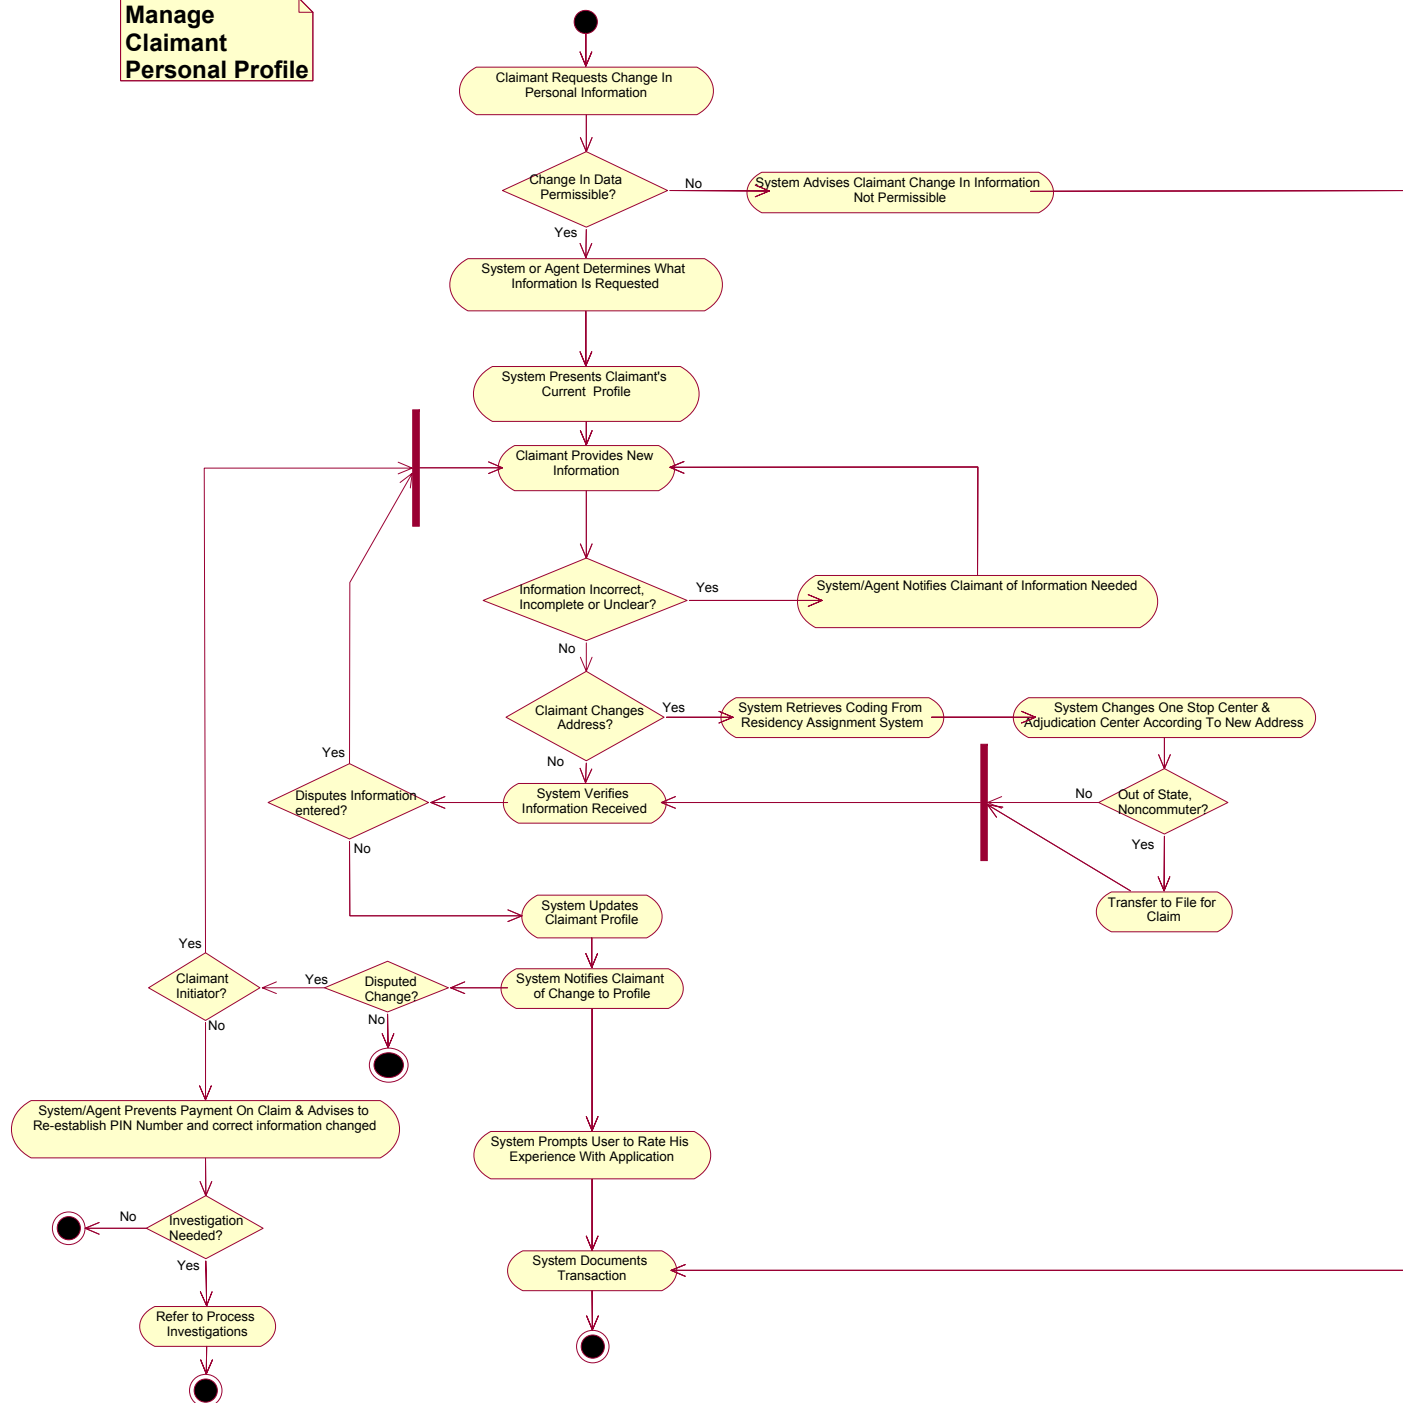 Manage
Claimant
Personal Profile
Claimant Requests Change In
Personal Information
Change In Data
Permissible?
No
System Advises Claimant Change In Information
Not Permissible
Yes
System or Agent Determines What
Information Is Requested
System Presents Claimant's
Current Profile
Claimant Provides New
Information
Information Incorrect,
Incomplete or Unclear?
Yes
System/Agent Notifies Claimant of Information Needed
No
Claimant Changes
Address?
Yes
System Retrieves Coding From
Residency Assignment System
System Changes One Stop Center &
Adjudication Center According To New Address
No
Yes
Disputes Information
entered?
System Verifies
Information Received
No
Out of State,
Noncommuter?
Yes
No
Transfer to File for
Claim
System Updates
Claimant Profile
Yes
Claimant
Initiator?
Yes
Disputed
Change?
System Notifies Claimant
of Change to Profile
No
No
System/Agent Prevents Payment On Claim & Advises to
Re-establish PIN Number and correct information changed
System Prompts User to Rate His
Experience With Application
No
Investigation
Needed?
Yes
System Documents
Transaction
Refer to Process
Investigations